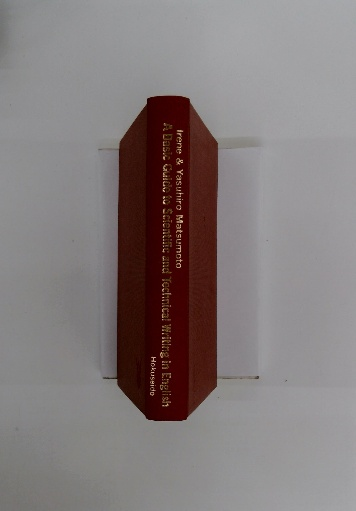 Irene & Yasuhiro Matsumoto
A Basic Guide to Scientific and Technical Writing in English
Hokuseido